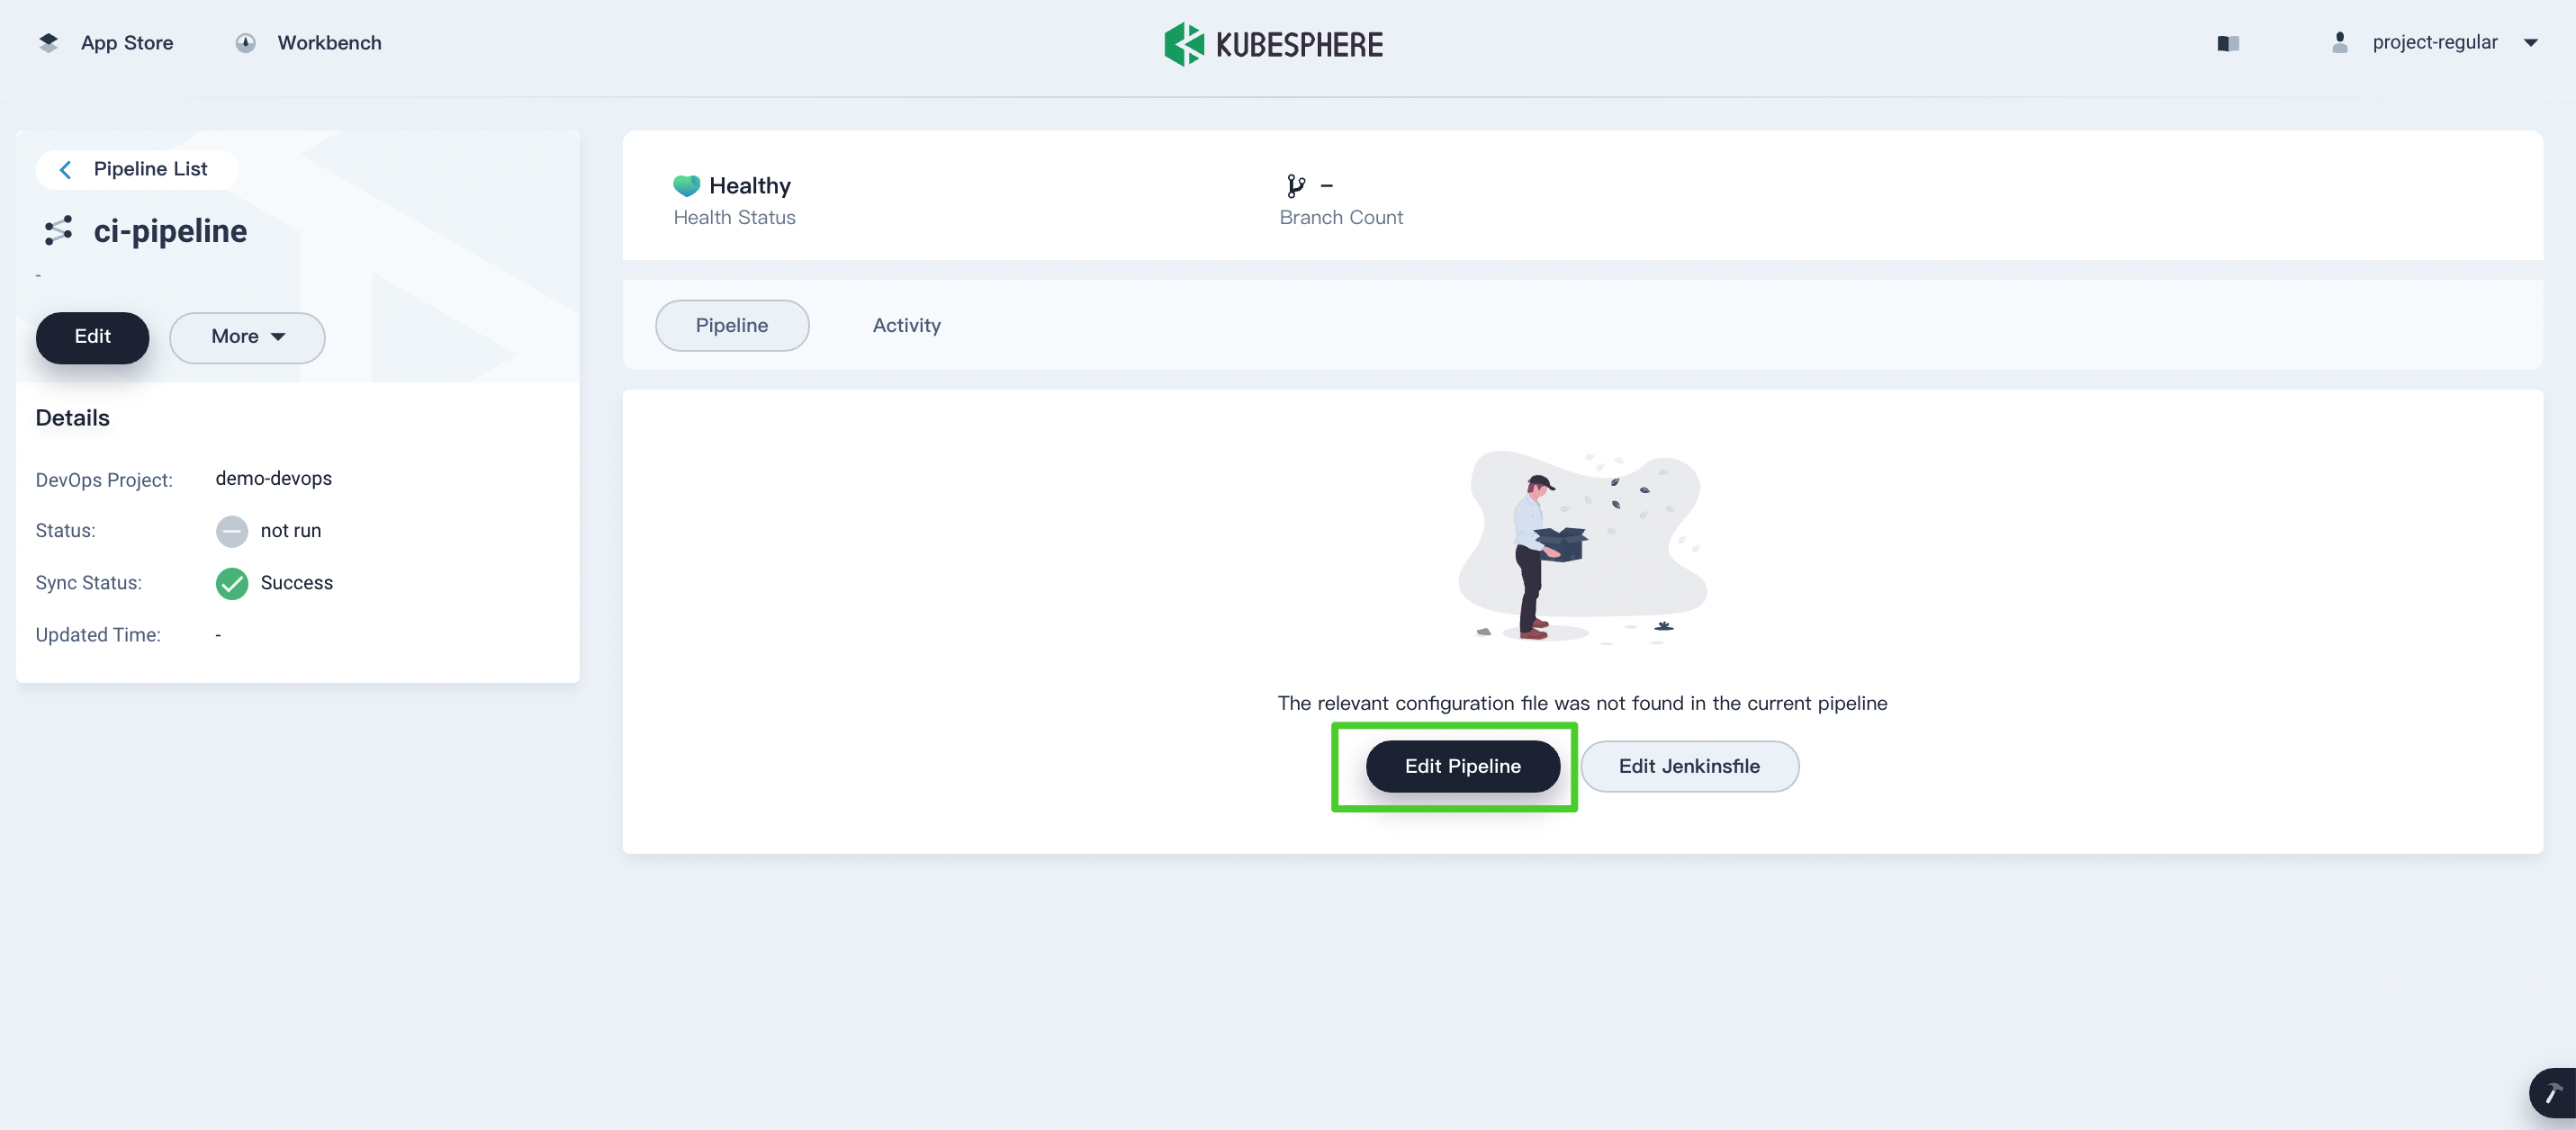 App Store
Workbench
KUBESPHERE
project-regular
Pipeline List
ci-pipeline
-
Edit
More
Details
DevOps Project: demo-devops
Status: not run
Sync Status: Success
Updated Time: -
Healthy
Health Status
–
Branch Count
Pipeline
Activity
The relevant configuration file was not found in the current pipeline
Edit Pipeline
Edit Jenkinsfile